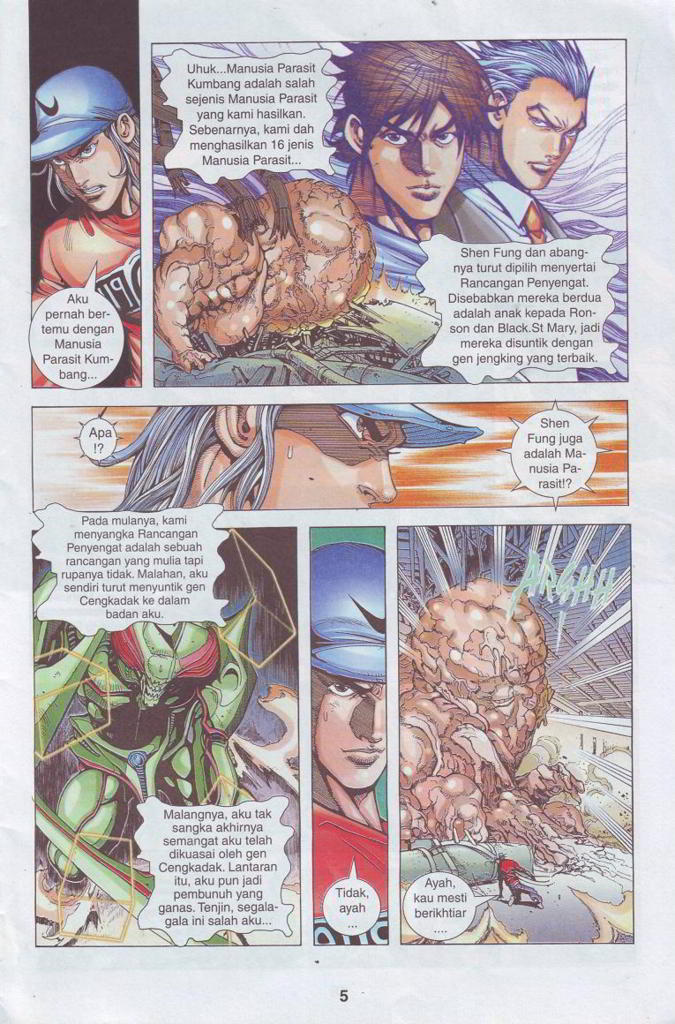 Aku
pernah ber-
temu dengan
Manusia
Parasit Kum-
bang...
Uhuk...Manusia Parasit
Kumbang adalah salah
sejenis Manusia Parasit
yang kami hasilkan.
Sebenarnya, kami dah
menghasilkan 16 jenis
Manusia Parasit...
Shen Fung dan abang-
nya turut dipilih menyertai
Rancangan Penyengat.
Disebabkan mereka berdua
adalah anak kepada Ron-
son dan Black.St Mary, jadi
mereka disuntik dengan
gen jengking yang terbaik.
Apa
!?
Shen
Fung juga
adalah Ma-
nusia Pa-
rasit!?
Pada mulanya, kami
menyangka Rancangan
Penyengat adalah sebuah
rancangan yang mulia tapi
rupanya tidak. Malahan, aku
sendiri turut menyuntik gen
Cengkadak ke dalam
badan aku.
Malangnya, aku tak
sangka akhirnya
semangat aku telah
dikuasai oleh gen
Cengkadak. Lantaran
itu, aku pun jadi
pembunuh yang
ganas. Tenjin, segala-
gala ini salah aku...
Tidak,
ayah
...
ARGHH
Ayah,
kau mesti
berikhtiar
....
5